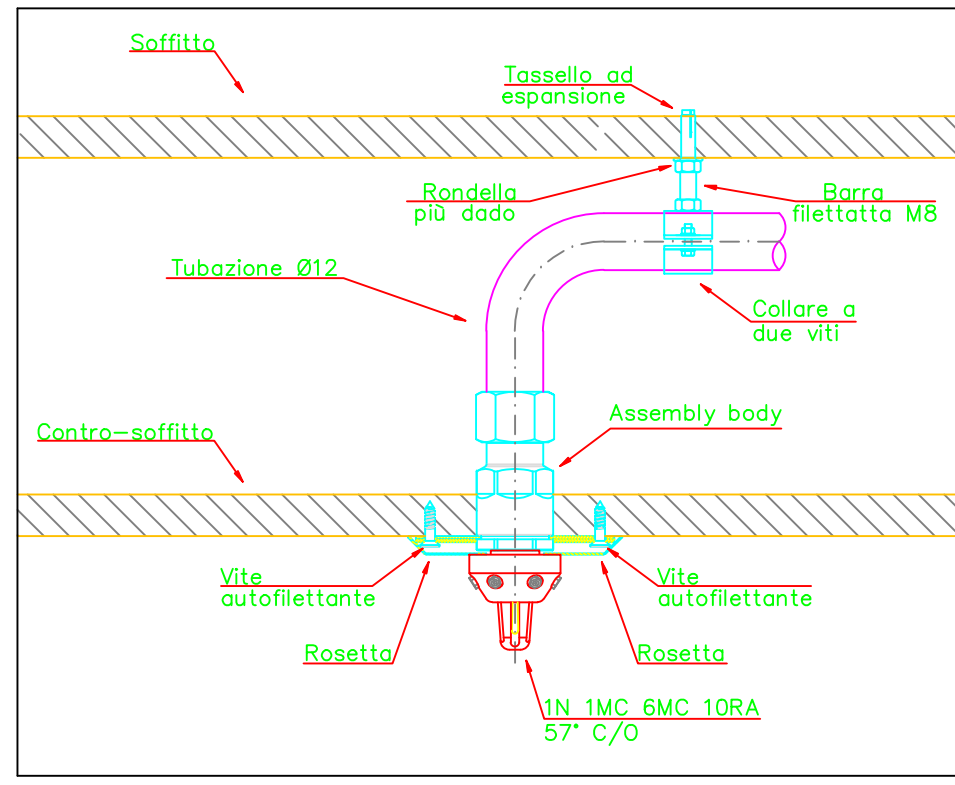 Soffitto
Tassello ad
espansione
Rondella
più dado
Barra
filettatta M8
Tubazione Ø12
Collare a
due viti
Assembly body
Contro-soffitto
Vite
autofilettante
Vite
autofilettante
Rosetta
Rosetta
1N 1MC 6MC 10RA
57° C/O